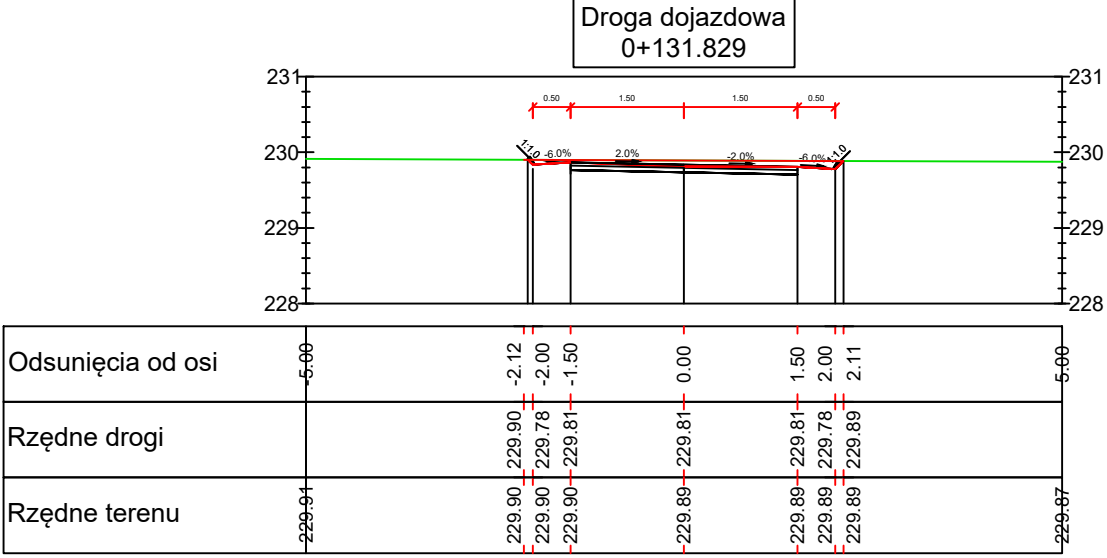 Droga dojazdowa
0+131.829
231 231
0.50 1.50 1.50 0.50
1:1.0 -6.0% 2.0% -2.0% -6.0% 1:1.0
230 230
229 229
228 228
Odsunięcia od osi -5.00 -2.12 -2.00 -1.50 0.00 1.50 2.00 2.11 5.00
Rzędne drogi 229.90 229.78 229.81 229.81 229.81 229.78 229.89
Rzędne terenu 229.91 229.90 229.90 229.90 229.89 229.89 229.89 229.89 229.87